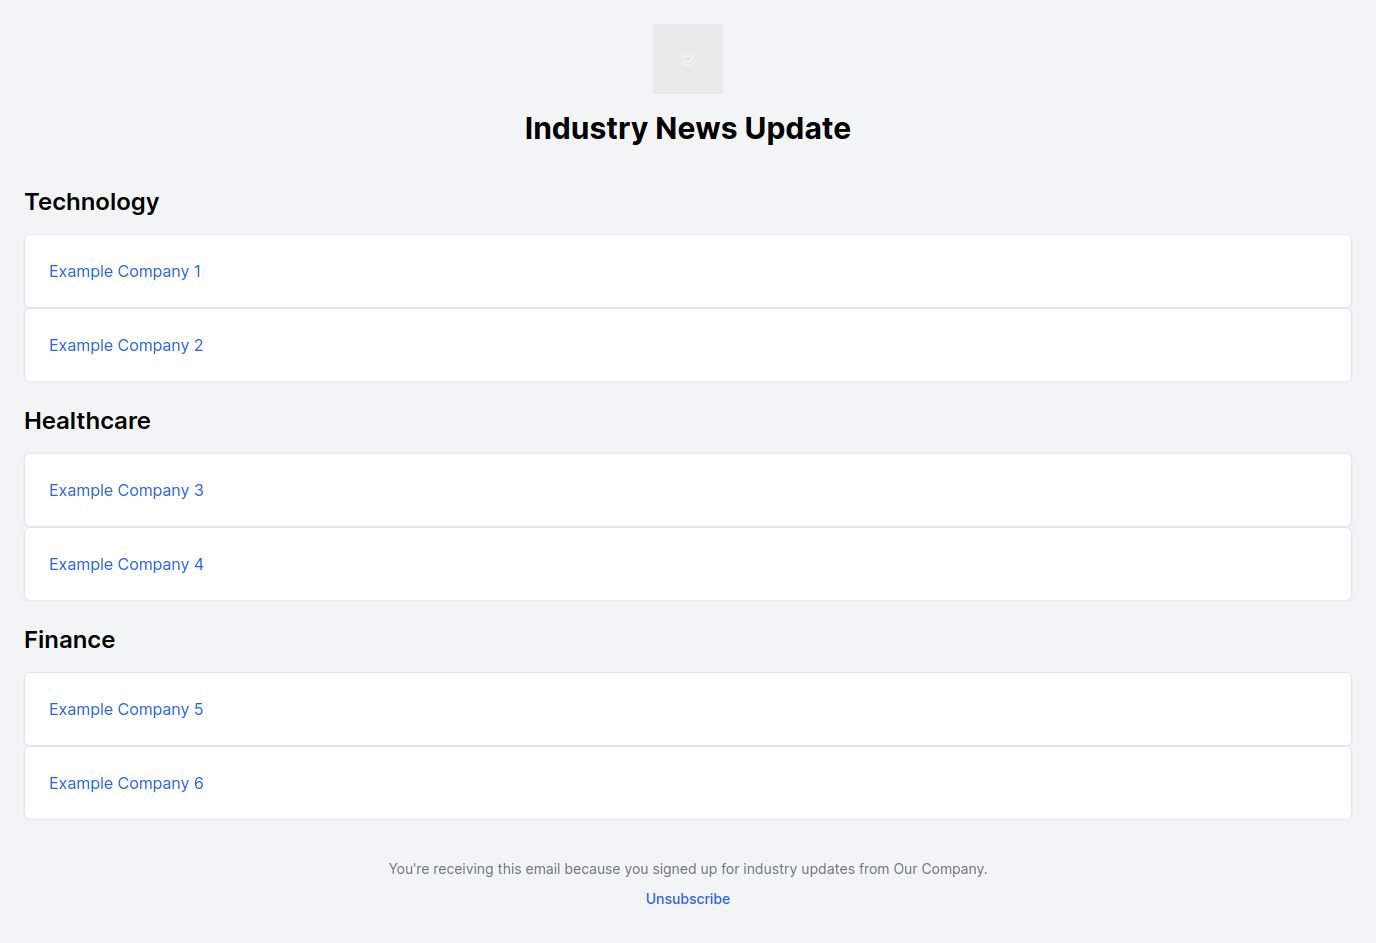 Industry News Update
Technology
Example Company 1
Example Company 2
Healthcare
Example Company 3
Example Company 4
Finance
Example Company 5
Example Company 6
You're receiving this email because you signed up for industry updates from Our Company.
Unsubscribe